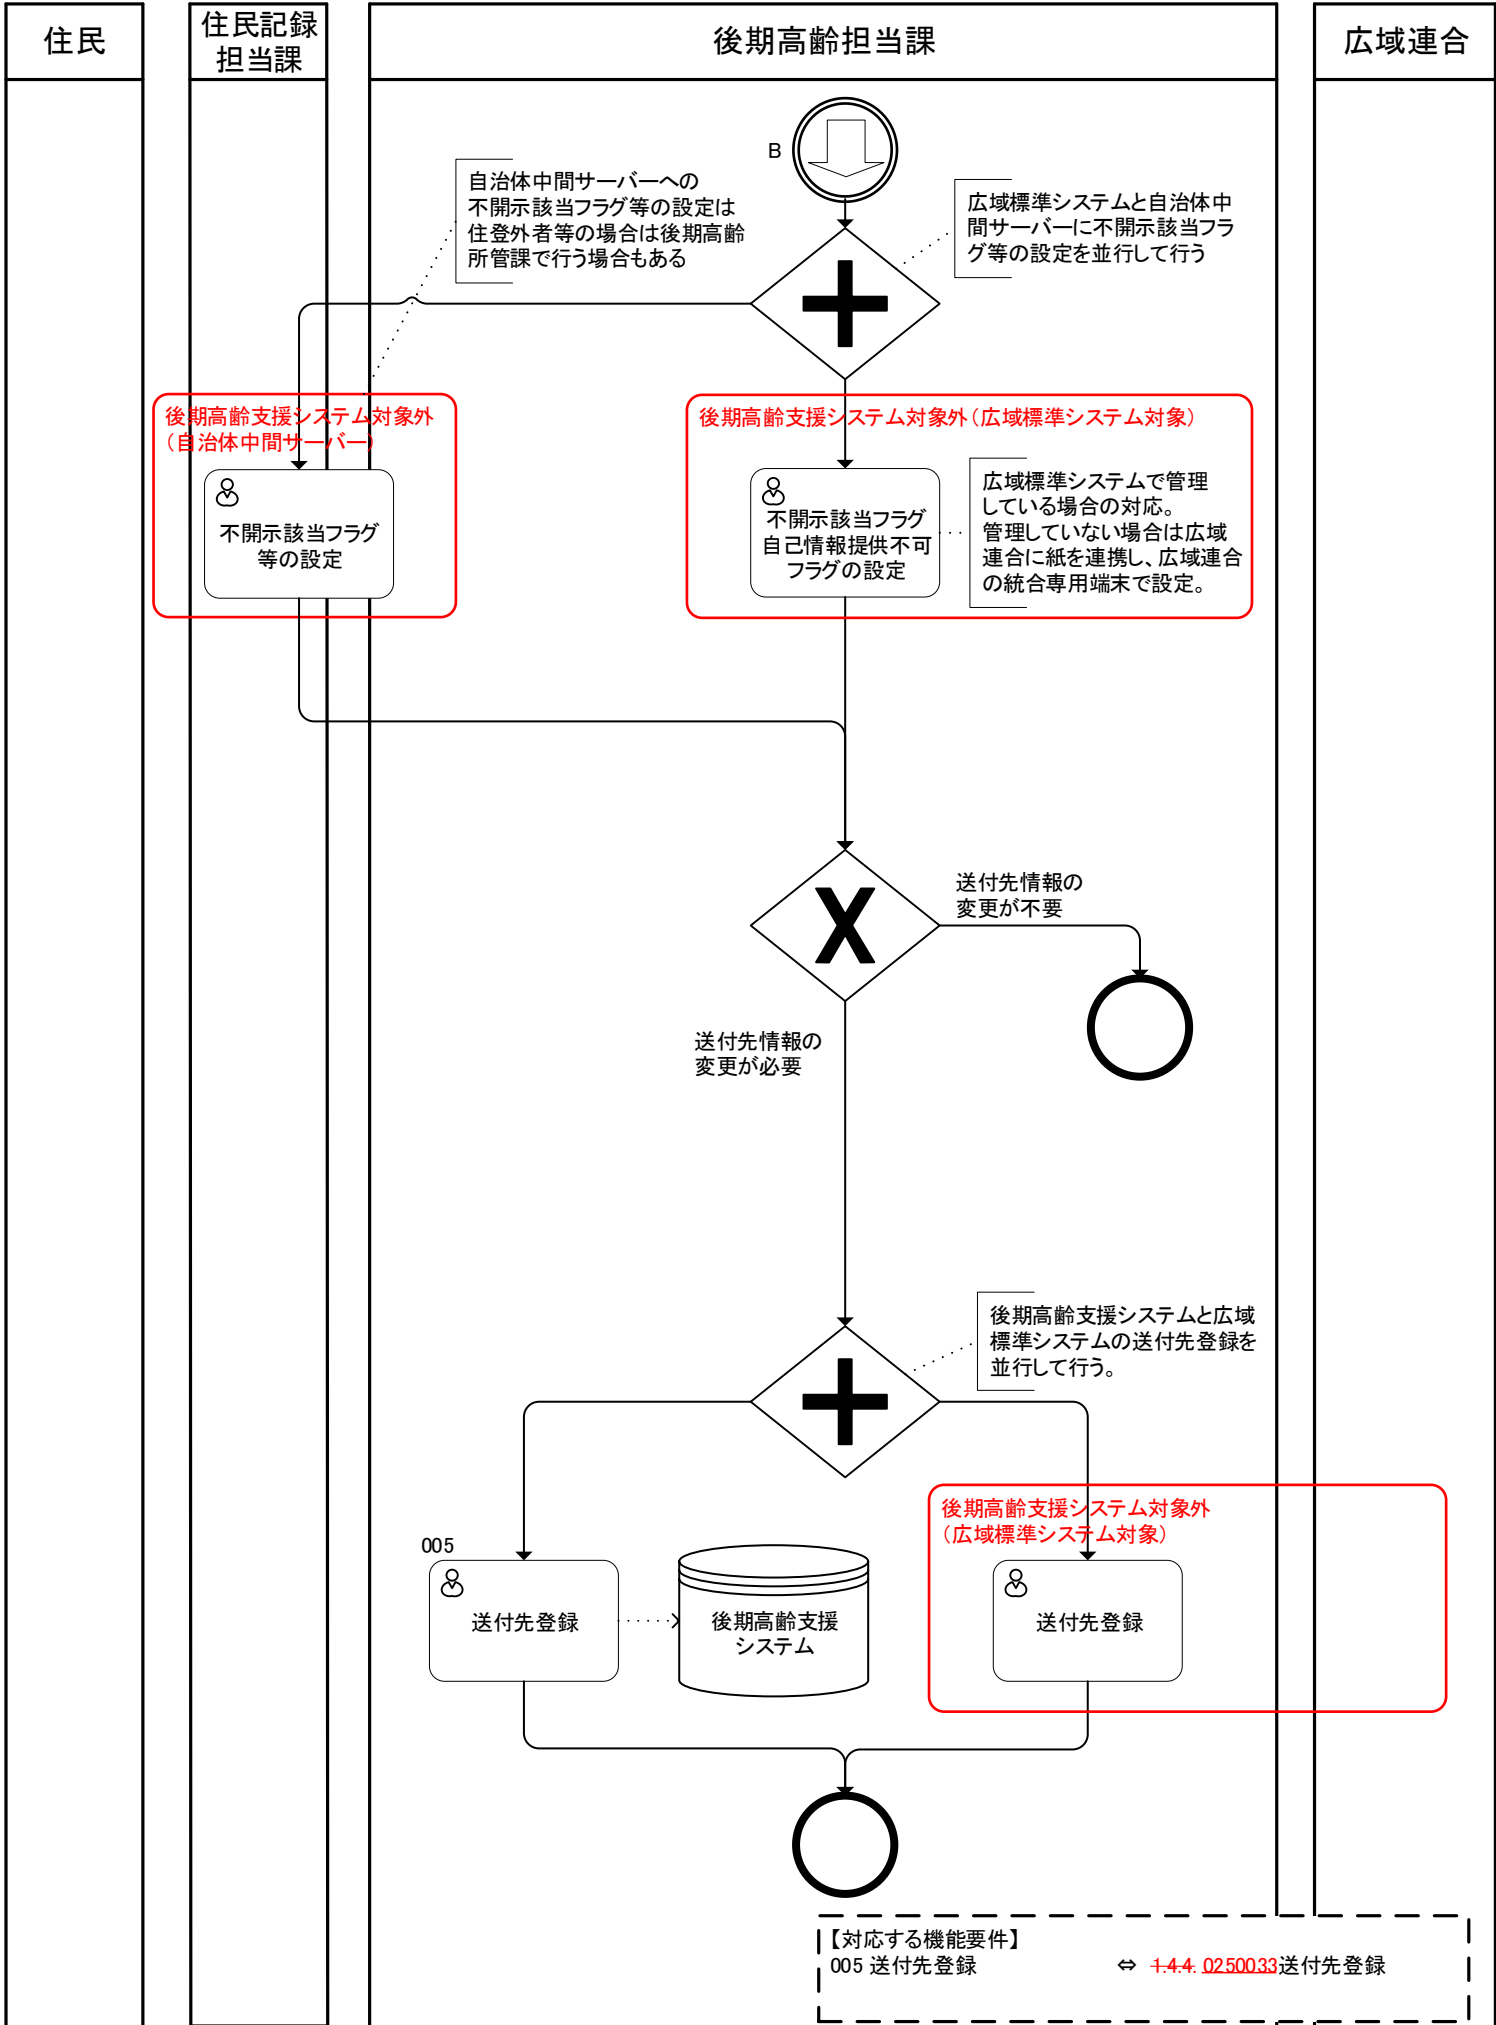 住民
住民記録
担当課
後期高齢担当課
広域連合
B
自治体中間サーバーへの
不開示該当フラグ等の設定は
住登外者等の場合は後期高齢
所管課で行う場合もある
広域標準システムと自治体中
間サーバーに不開示該当フラ
グ等の設定を並行して行う
後期高齢支援システム対象外
（自治体中間サーバー）
不開示該当フラグ
等の設定
後期高齢支援システム対象外（広域標準システム対象）
不開示該当フラグ
自己情報提供不可
フラグの設定
広域標準システムで管理
している場合の対応。
管理していない場合は広域
連合に紙を連携し、広域連合
の統合専用端末で設定。
送付先情報の
変更が不要
送付先情報の
変更が必要
後期高齢支援システムと広域
標準システムの送付先登録を
並行して行う。
005
送付先登録
後期高齢支援
システム
後期高齢支援システム対象外
（広域標準システム対象）
送付先登録
【対応する機能要件】
005 送付先登録 ⇔ 1.4.4. 0250033送付先登録